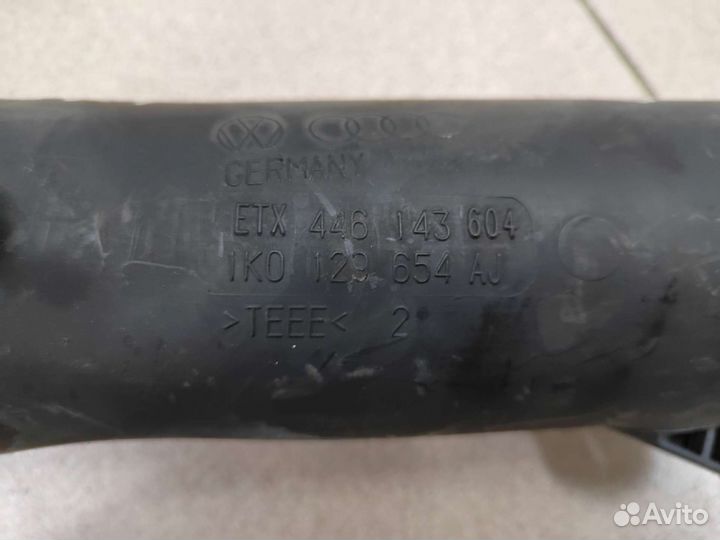 GERMANY
ETX 446 143 604
1K0 129 654 AJ
>TEEE< 2
Avito